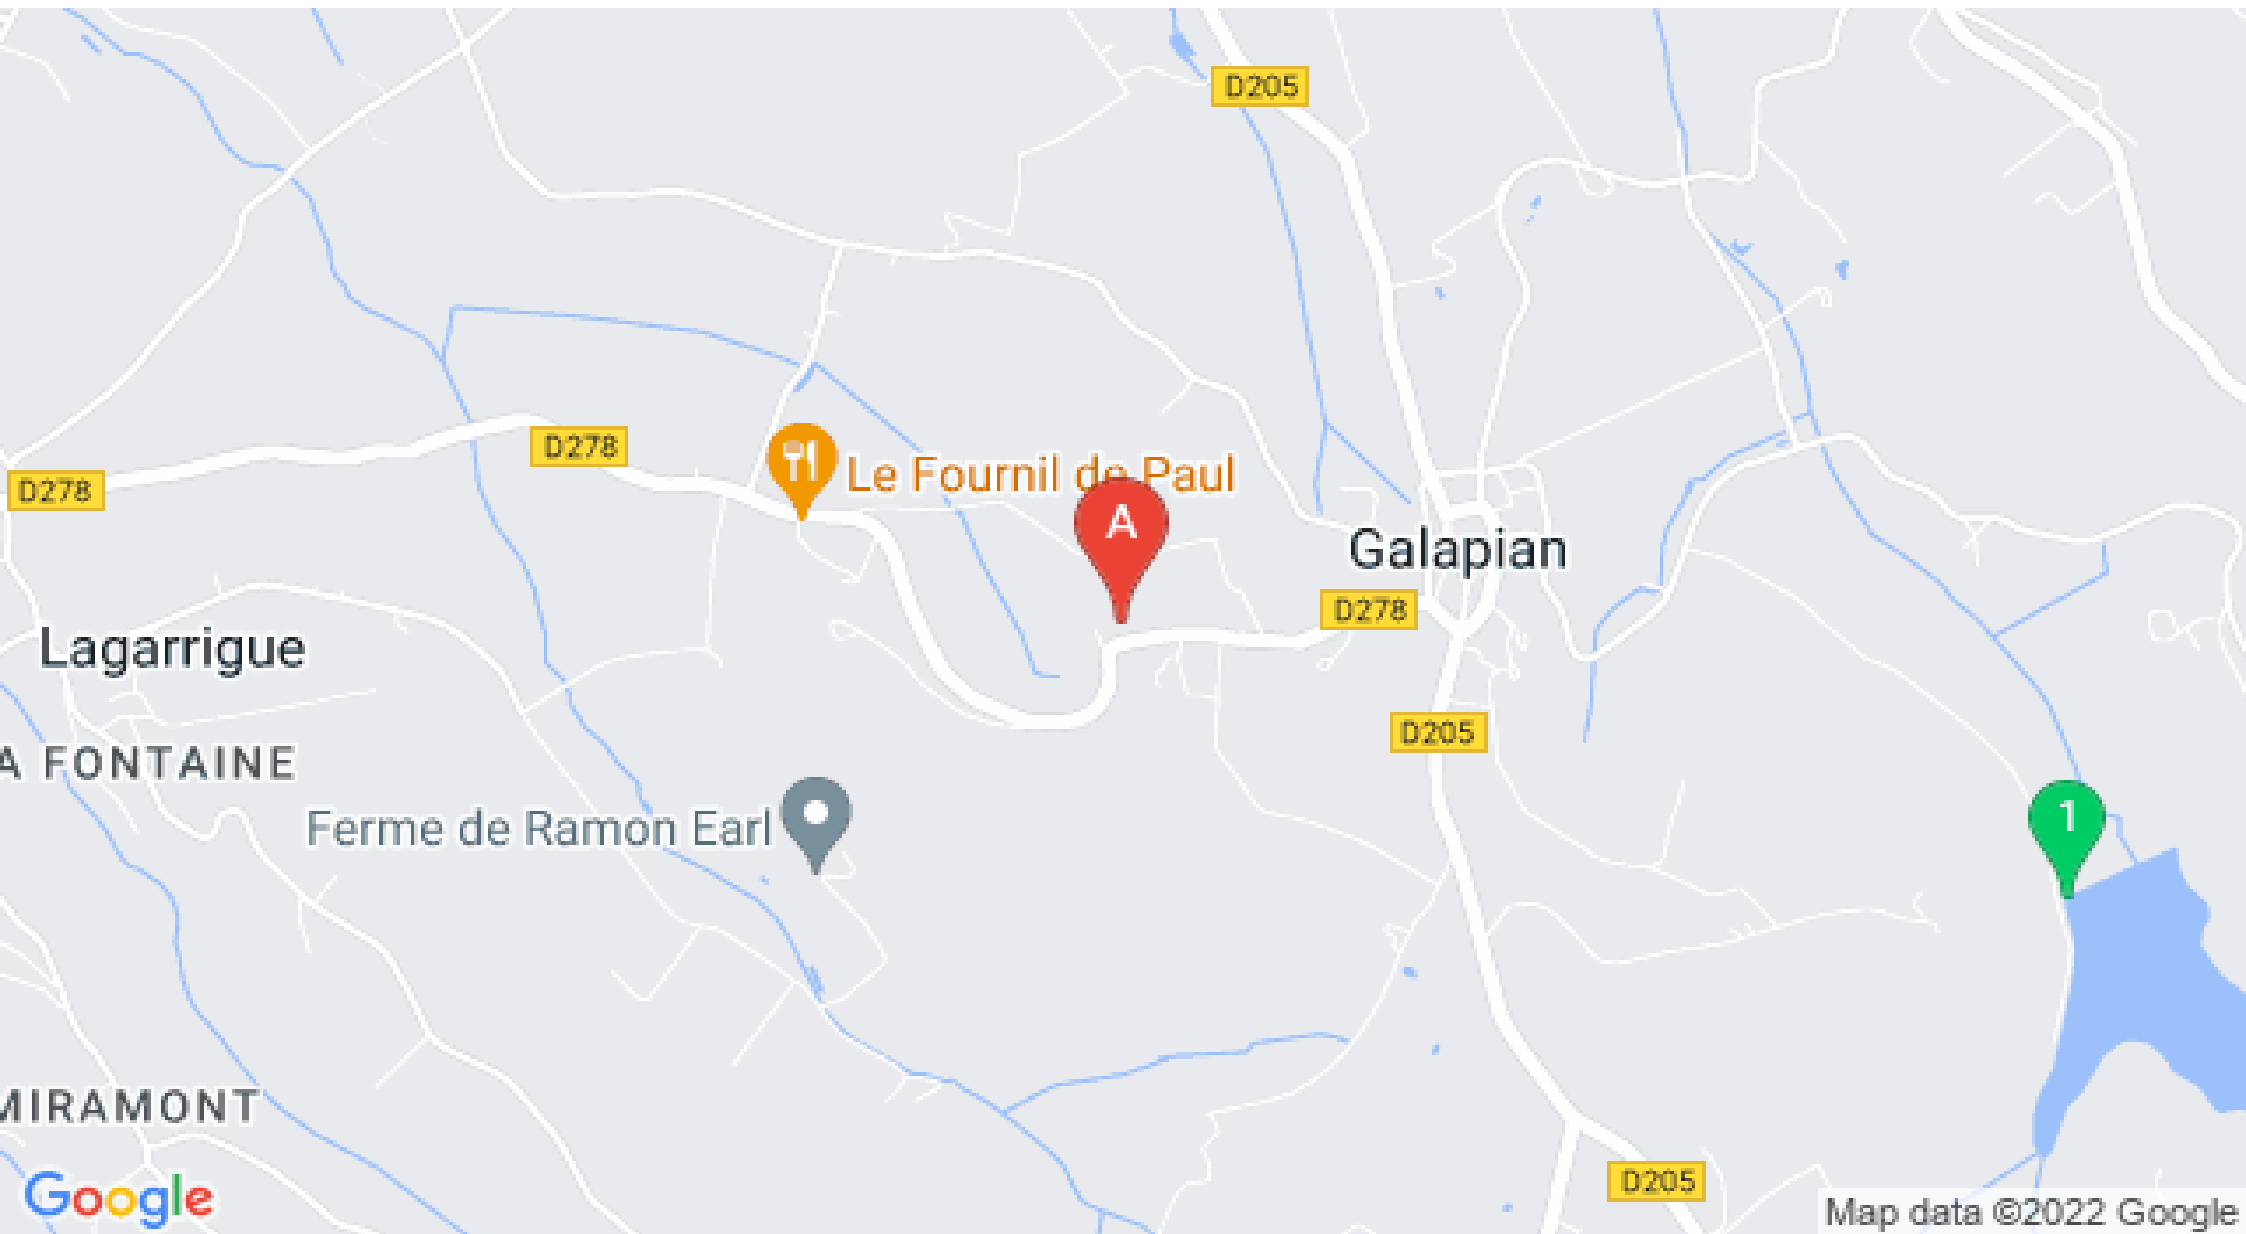 D205
D278
Le Fournil de Paul
D278
A
Galapian
D278
Lagarrigue
D205
A FONTAINE
1
Ferme de Ramon Earl
MIRAMONT
D205
Google
Map data ©2022 Google